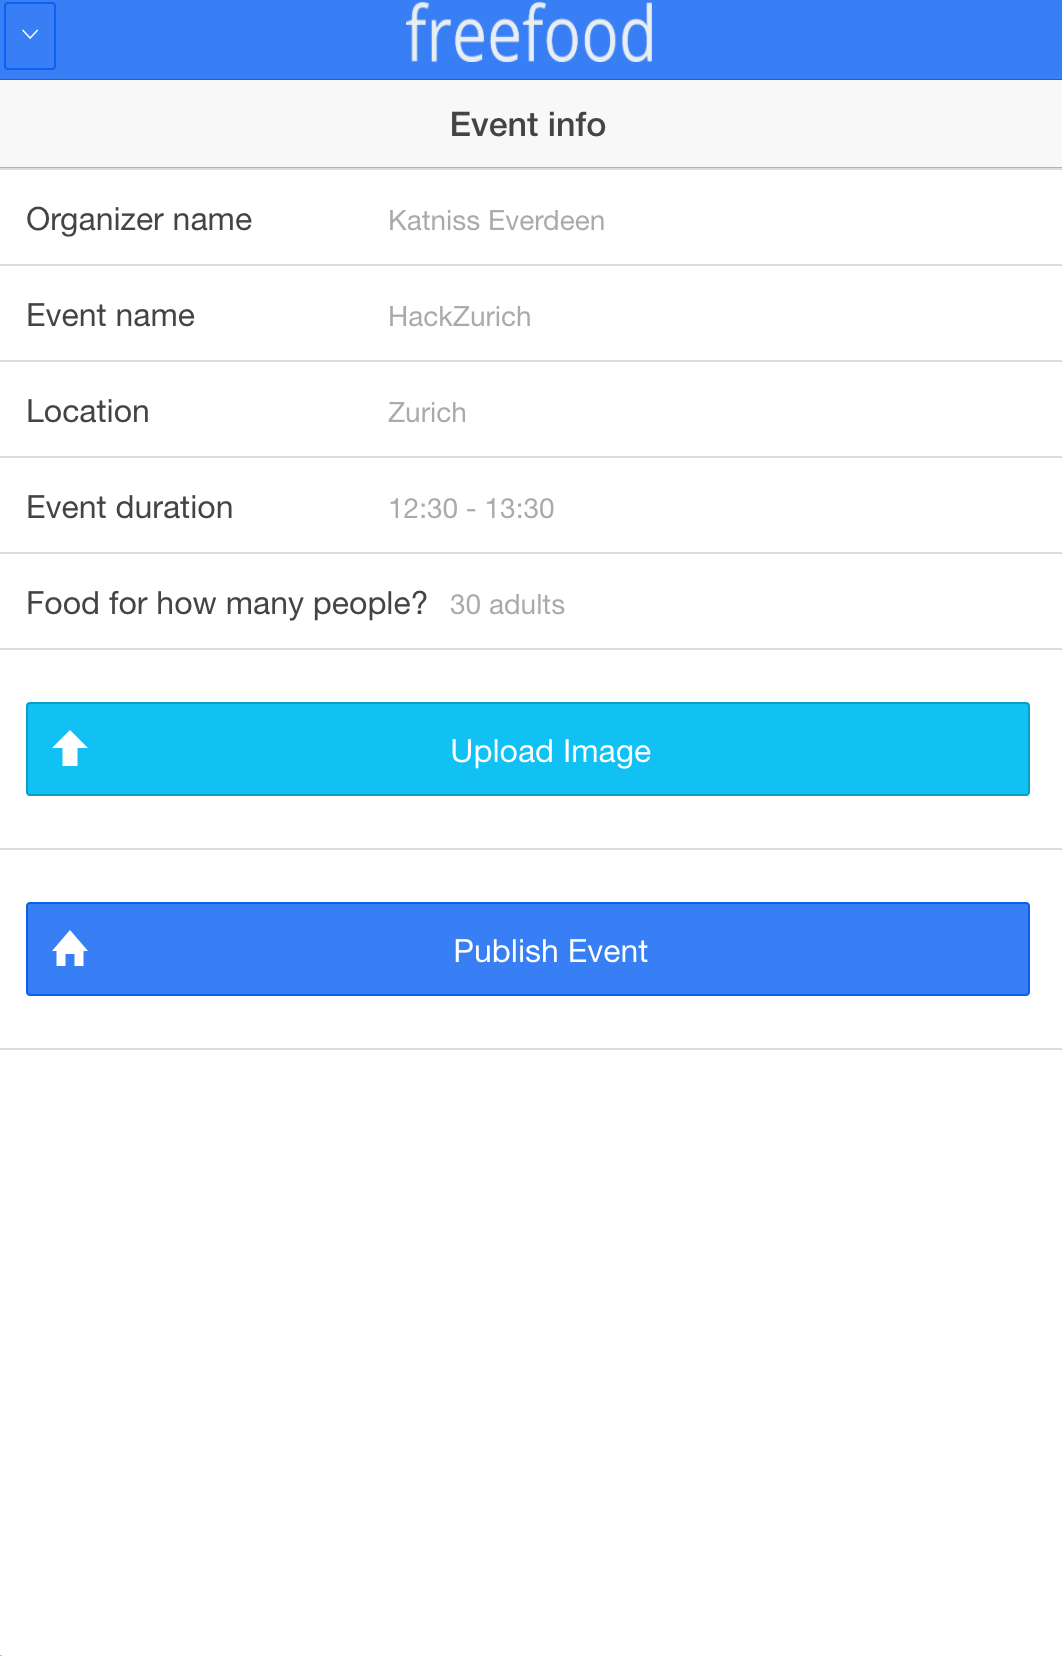 freefood
Event info
Organizer name Katniss Everdeen
Event name HackZurich
Location Zurich
Event duration 12:30 - 13:30
Food for how many people? 30 adults
Upload Image
Publish Event